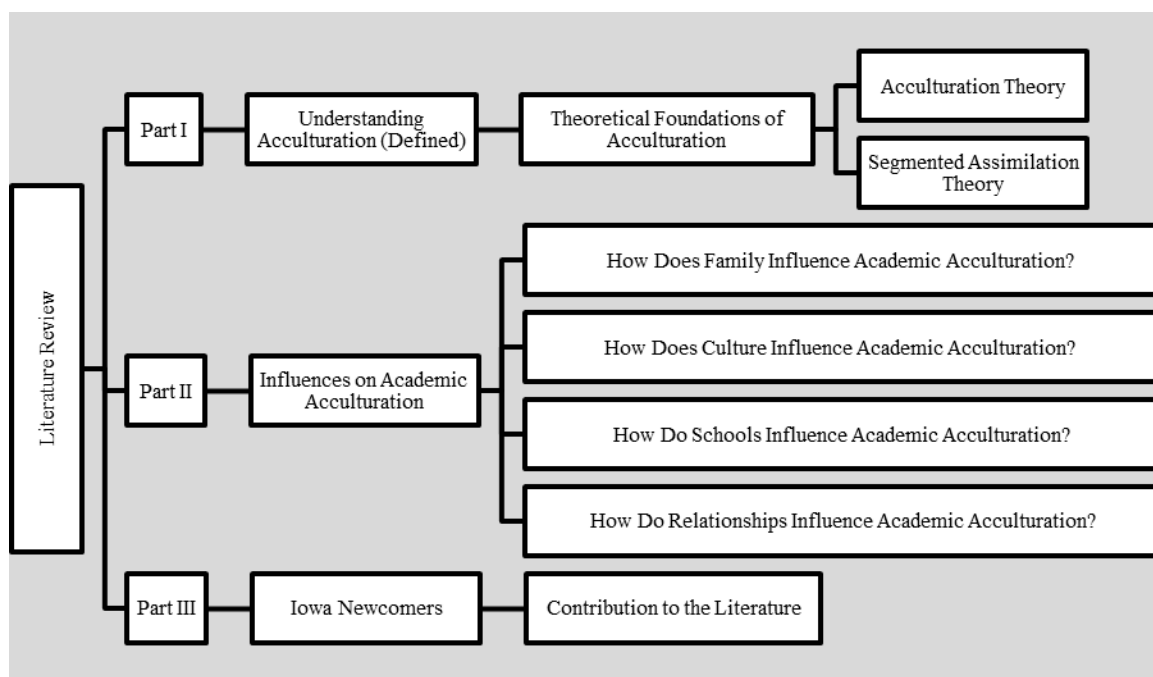 Literature Review
Part I
Understanding
Acculturation (Defined)
Theoretical Foundations of
Acculturation
Acculturation Theory
Segmented Assimilation
Theory
Part II
Influences on Academic
Acculturation
How Does Family Influence Academic Acculturation?
How Does Culture Influence Academic Acculturation?
How Do Schools Influence Academic Acculturation?
How Do Relationships Influence Academic Acculturation?
Part III
Iowa Newcomers
Contribution to the Literature